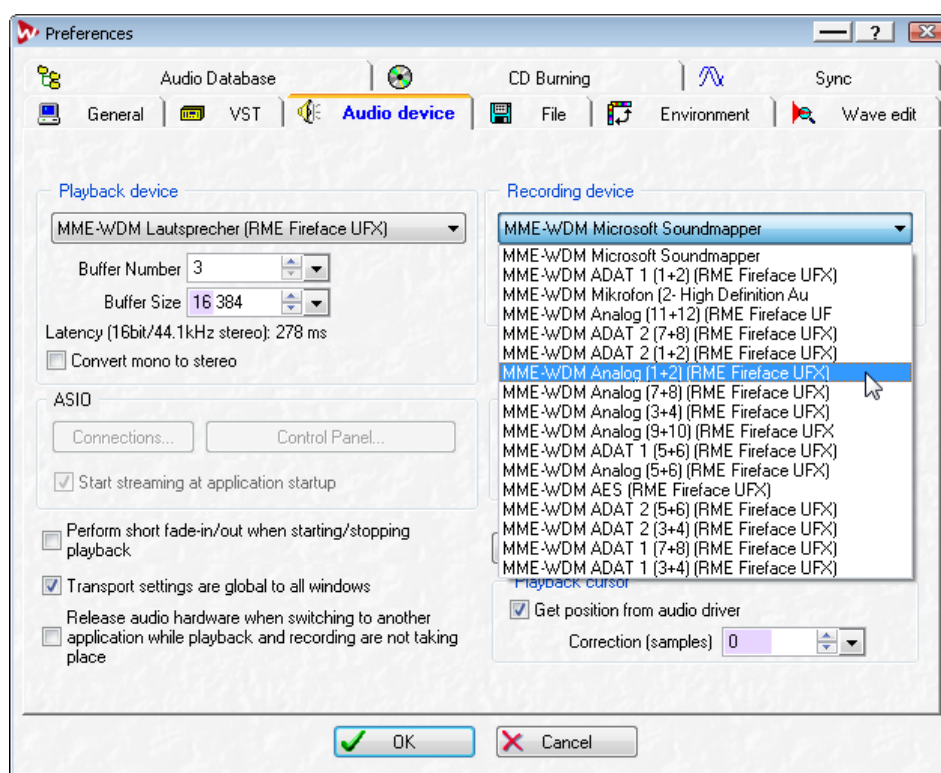 Preferences
?
Audio Database
CD Burning
Sync
General
VST
Audio device
File
Environment
Wave edit
Playback device
MME-WDM Lautsprecher (RME Fireface UFX)
Buffer Number 3
Buffer Size 16 384
Latency (16bit/44.1kHz stereo): 278 ms
Convert mono to stereo
ASIO
Connections...
Control Panel...
Start streaming at application startup
Perform short fade-in/out when starting/stopping
playback
Transport settings are global to all windows
Release audio hardware when switching to another
application while playback and recording are not taking
place
Recording device
MME-WDM Microsoft Soundmapper
MME-WDM Microsoft Soundmapper
MME-WDM ADAT 1 (1+2) (RME Fireface UFX)
MME-WDM Mikrofon (2- High Definition Au
MME-WDM Analog (11+12) (RME Fireface UF
MME-WDM ADAT 2 (7+8) (RME Fireface UFX)
MME-WDM ADAT 2 (1+2) (RME Fireface UFX)
MME-WDM Analog (1+2) (RME Fireface UFX)
MME-WDM Analog (7+8) (RME Fireface UFX)
MME-WDM Analog (3+4) (RME Fireface UFX)
MME-WDM Analog (9+10) (RME Fireface UFX
MME-WDM ADAT 1 (5+6) (RME Fireface UFX)
MME-WDM Analog (5+6) (RME Fireface UFX)
MME-WDM AES (RME Fireface UFX)
MME-WDM ADAT 2 (5+6) (RME Fireface UFX)
MME-WDM ADAT 2 (3+4) (RME Fireface UFX)
MME-WDM ADAT 1 (7+8) (RME Fireface UFX)
MME-WDM ADAT 1 (3+4) (RME Fireface UFX)
Playback cursor
Get position from audio driver
Correction (samples) 0
OK
Cancel